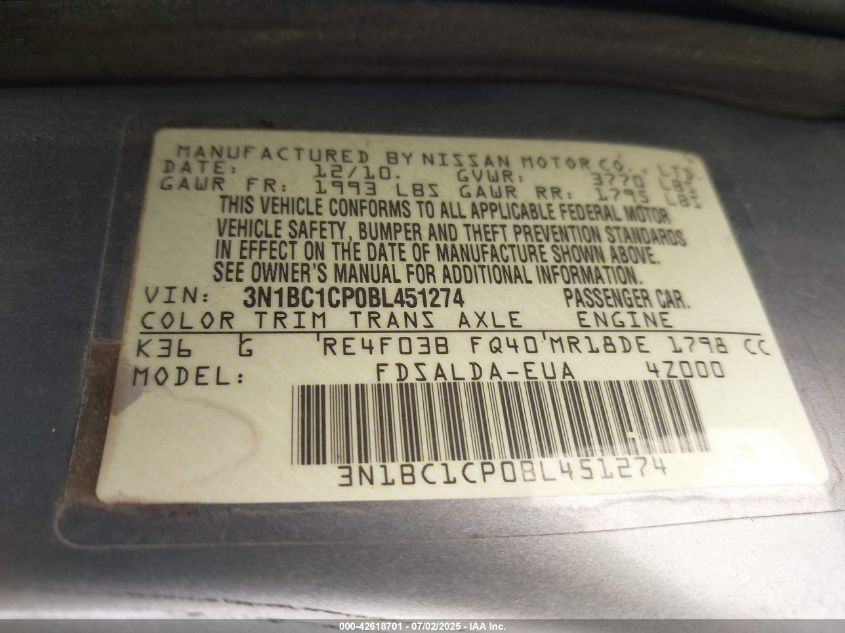 MANUFACTURED BY NISSAN MOTOR CO., LTD.
DATE: 12/10. GVWR: 3770 LBS
GAWR FR: 1993 LBS GAWR RR: 1795 LBS
THIS VEHICLE CONFORMS TO ALL APPLICABLE FEDERAL MOTOR
VEHICLE SAFETY, BUMPER AND THEFT PREVENTION STANDARDS
IN EFFECT ON THE DATE OF MANUFACTURE SHOWN ABOVE.
SEE OWNER'S MANUAL FOR ADDITIONAL INFORMATION.
VIN: 3N1BC1CP0BL451274 PASSENGER CAR.
COLOR TRIM TRANS AXLE ENGINE
K36 G RE4F03B FQ40 MR18DE 1798 CC
MODEL: FDSALDA-EUA 4Z000
3N1BC1CP0BL451274
000-42618701 - 07/02/2025 - IAA Inc.